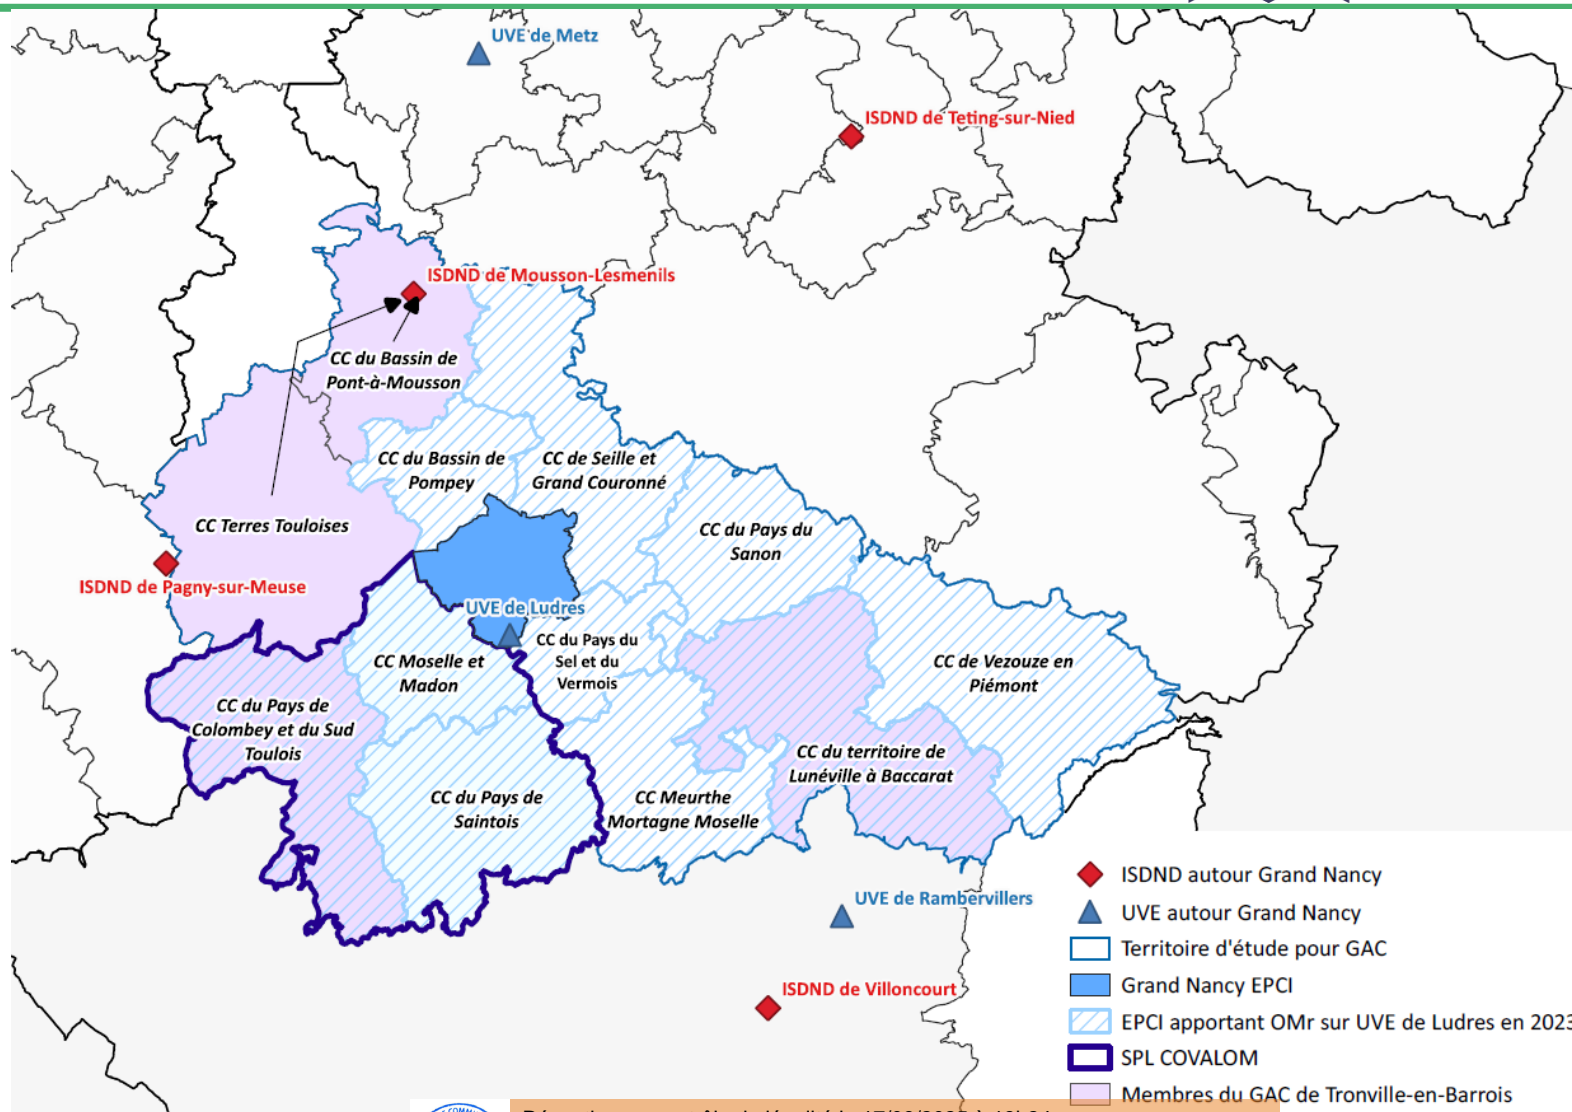 UVE de Metz
ISDND de Teting-sur-Nied
ISDND de Mousson-Lesmenils
CC du Bassin de
Pont-à-Mousson
CC du Bassin de
Pompey
CC de Seille et
Grand Couronné
CC Terres Touloises
CC du Pays du
Sanon
ISDND de Pagny-sur-Meuse
UVE de Ludres
CC du Pays du
Sel et du
Vermois
CC Moselle et
Madon
CC de Vezouze en
Piémont
CC du Pays de
Colombey et du Sud
Toulois
CC du territoire de
Lunéville à Baccarat
CC du Pays de
Saintois
CC Meurthe
Mortagne Moselle
UVE de Rambervillers
ISDND de Villoncourt
ISDND autour Grand Nancy
UVE autour Grand Nancy
Territoire d'étude pour GAC
Grand Nancy EPCI
EPCI apportant OMr sur UVE de Ludres en 2023
SPL COVALOM
Membres du GAC de Tronville-en-Barrois